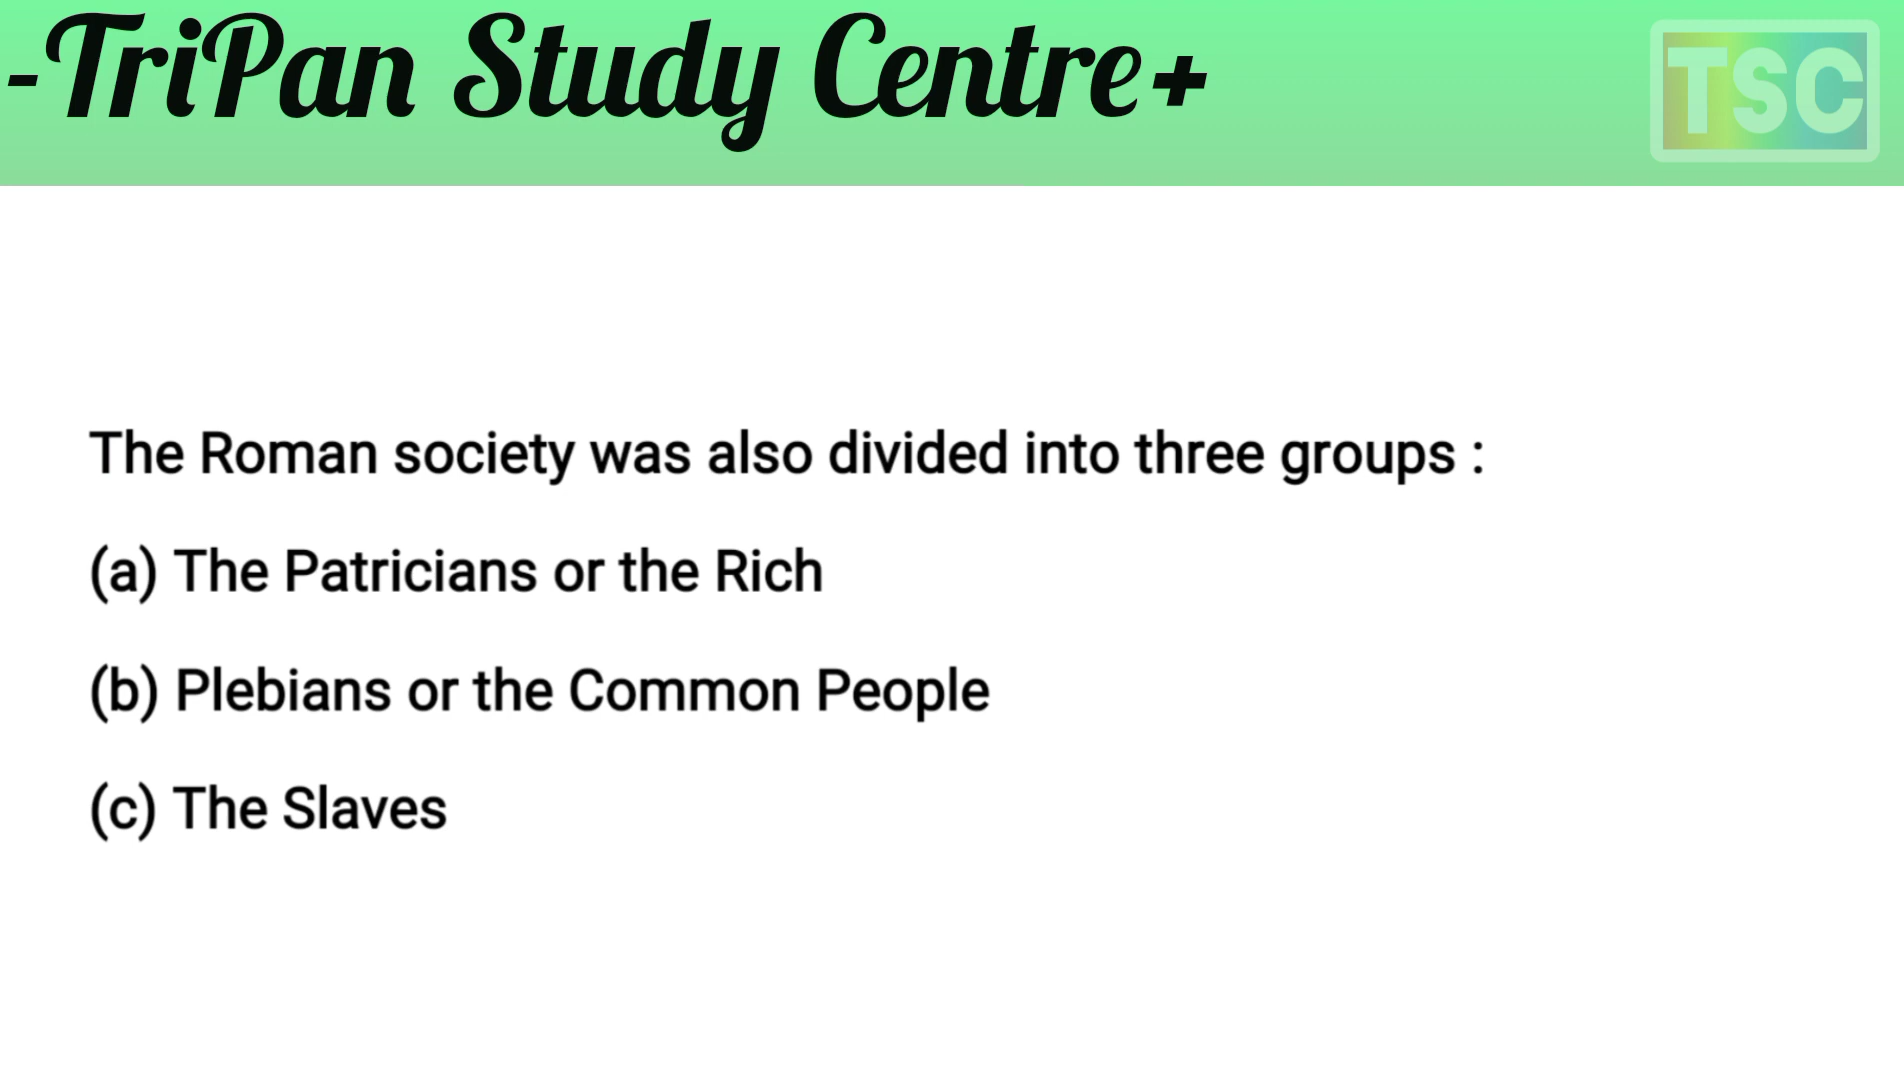 -TriPan Study Centre+
TSC
The Roman society was also divided into three groups :
(a) The Patricians or the Rich
(b) Plebians or the Common People
(c) The Slaves